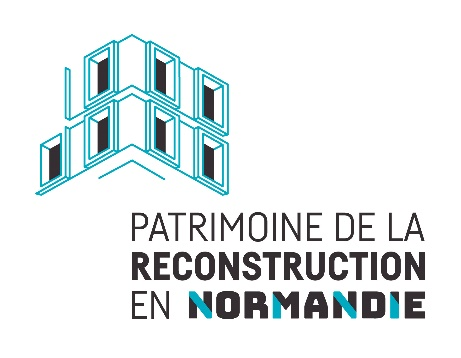 PATRIMOINE DE LA
RECONSTRUCTION
EN NORMANDIE